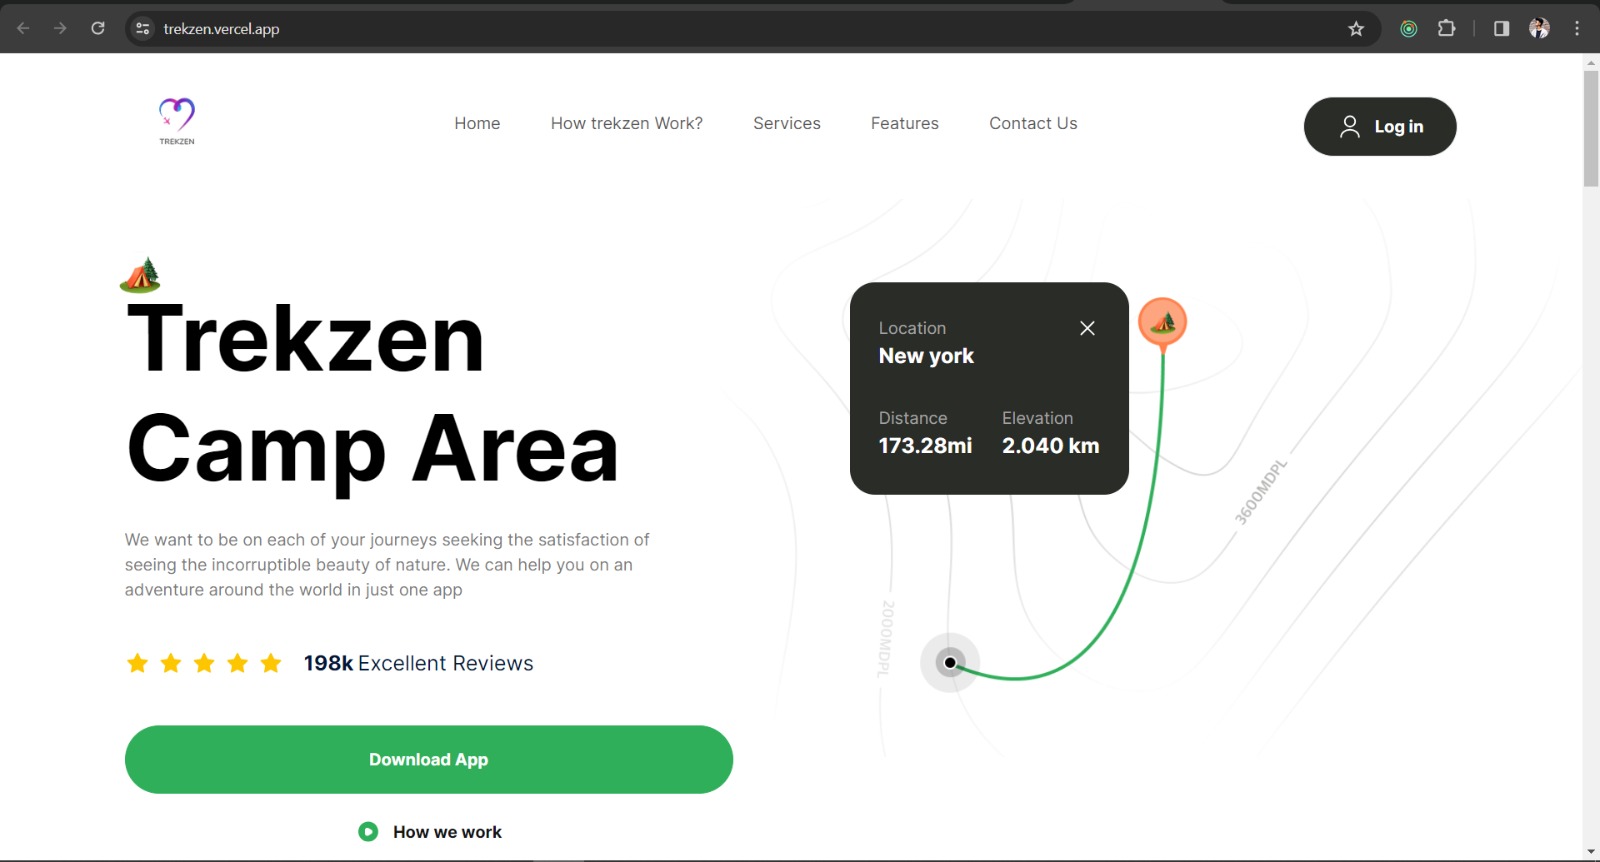 trekzen.vercel.app
TREKZEN
Home
How trekzen Work?
Services
Features
Contact Us
Log in
Trekzen
Camp Area
We want to be on each of your journeys seeking the satisfaction of
seeing the incorruptible beauty of nature. We can help you on an
adventure around the world in just one app
198k Excellent Reviews
Download App
How we work
Location
New york
Distance
173.28mi
Elevation
2.040 km
3600MDPL
2000MDPL